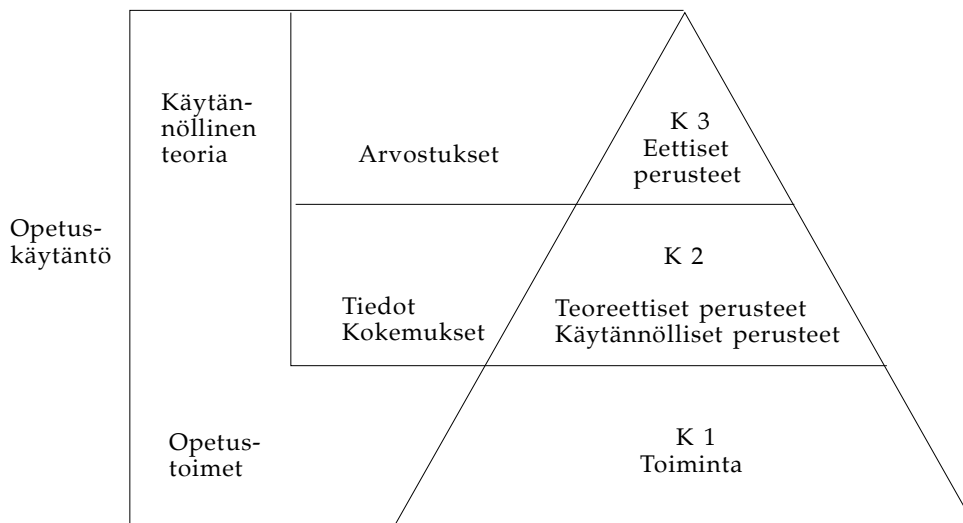 Opetus-
käytäntö
Käytän-
nöllinen
teoria
Arvostukset
K 3
Eettiset
perusteet
Tiedot
Kokemukset
K 2
Teoreettiset perusteet
Käytännölliset perusteet
Opetus-
toimet
K 1
Toiminta